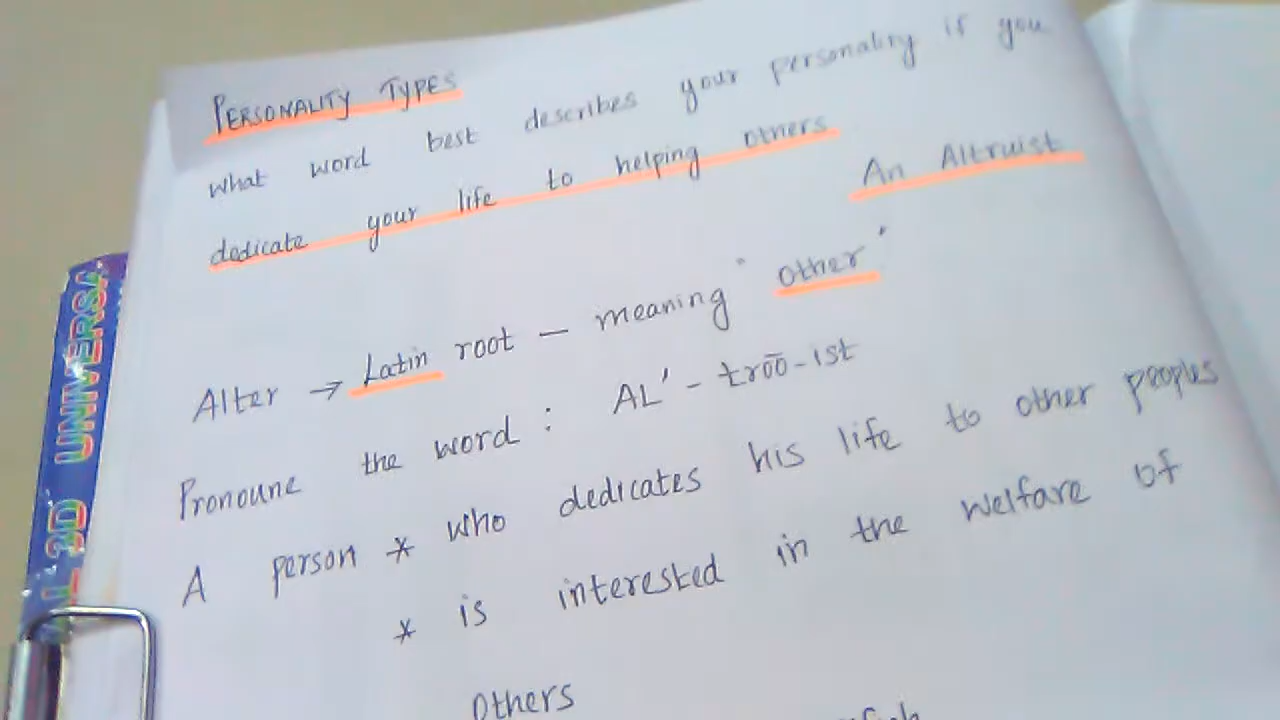 PERSONALITY TYPES
What word best describes your personality if you
dedicate your life to helping others
An Altruist
Alter → Latin root — meaning "other"
Pronoune the word : AL' - trōō - ist
A person * who dedicates his life to other peoples
* is interested in the welfare of
Others
AL 3D UNIVERSA